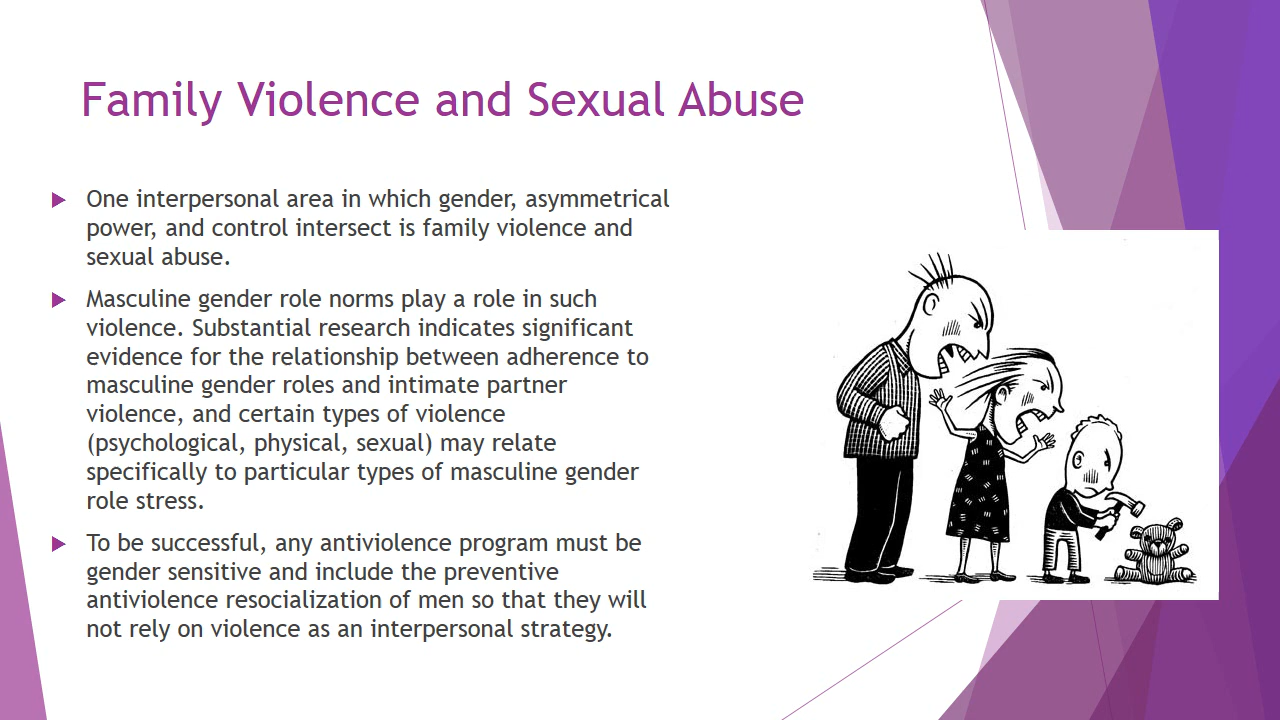 Family Violence and Sexual Abuse
One interpersonal area in which gender, asymmetrical
power, and control intersect is family violence and
sexual abuse.
Masculine gender role norms play a role in such
violence. Substantial research indicates significant
evidence for the relationship between adherence to
masculine gender roles and intimate partner
violence, and certain types of violence
(psychological, physical, sexual) may relate
specifically to particular types of masculine gender
role stress.
To be successful, any antiviolence program must be
gender sensitive and include the preventive
antiviolence resocialization of men so that they will
not rely on violence as an interpersonal strategy.